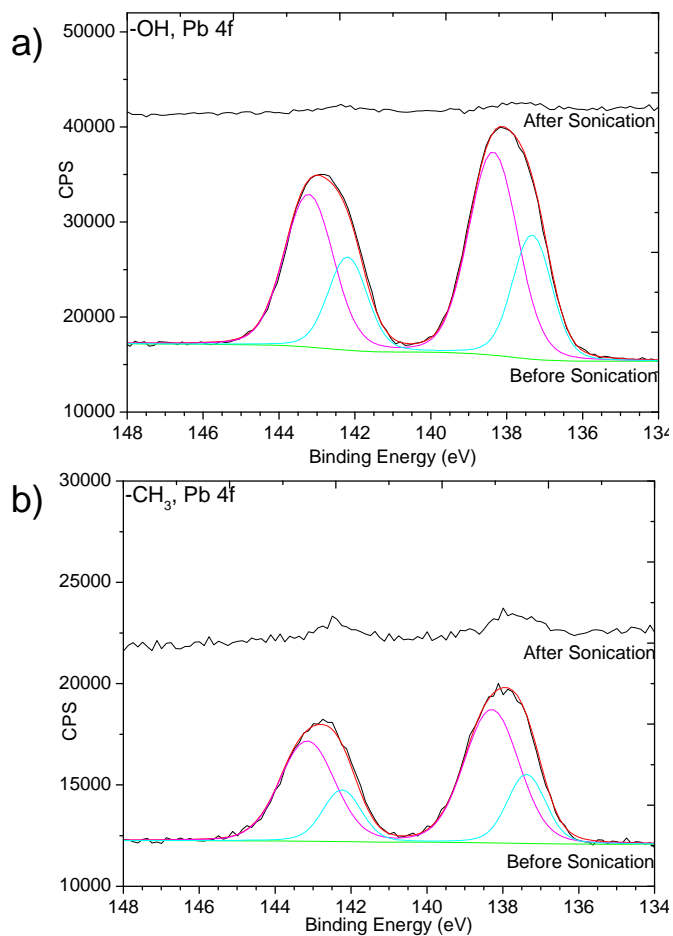 a)
-OH, Pb 4f
50000
40000
30000
20000
10000
CPS
After Sonication
Before Sonication
148 146 144 142 140 138 136 134
Binding Energy (eV)
b)
-CH₃, Pb 4f
30000
25000
20000
15000
10000
CPS
After Sonication
Before Sonication
148 146 144 142 140 138 136 134
Binding Energy (eV)